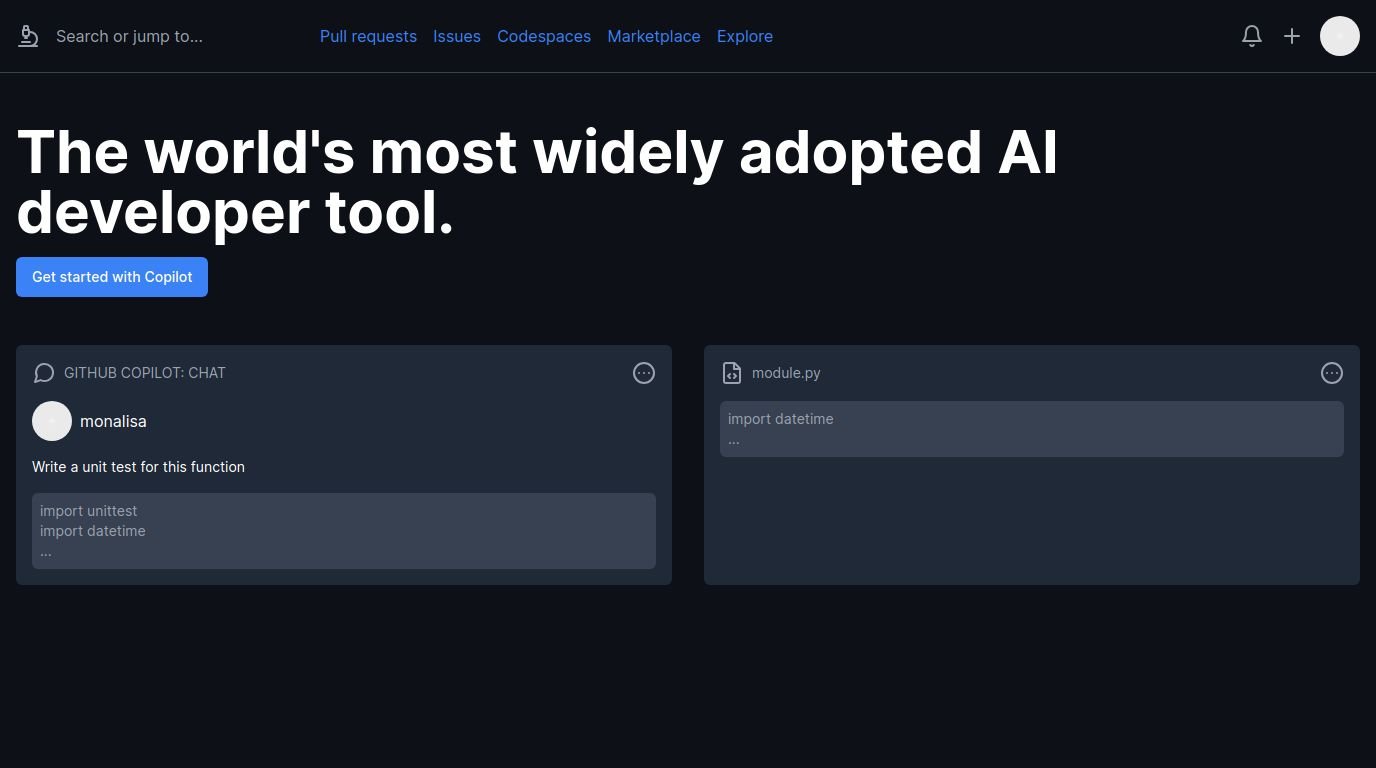 Search or jump to...
Pull requests
Issues
Codespaces
Marketplace
Explore
The world's most widely adopted AI
developer tool.
Get started with Copilot
GITHUB COPILOT: CHAT
monalisa
Write a unit test for this function
import unittest
import datetime
...
module.py
import datetime
...